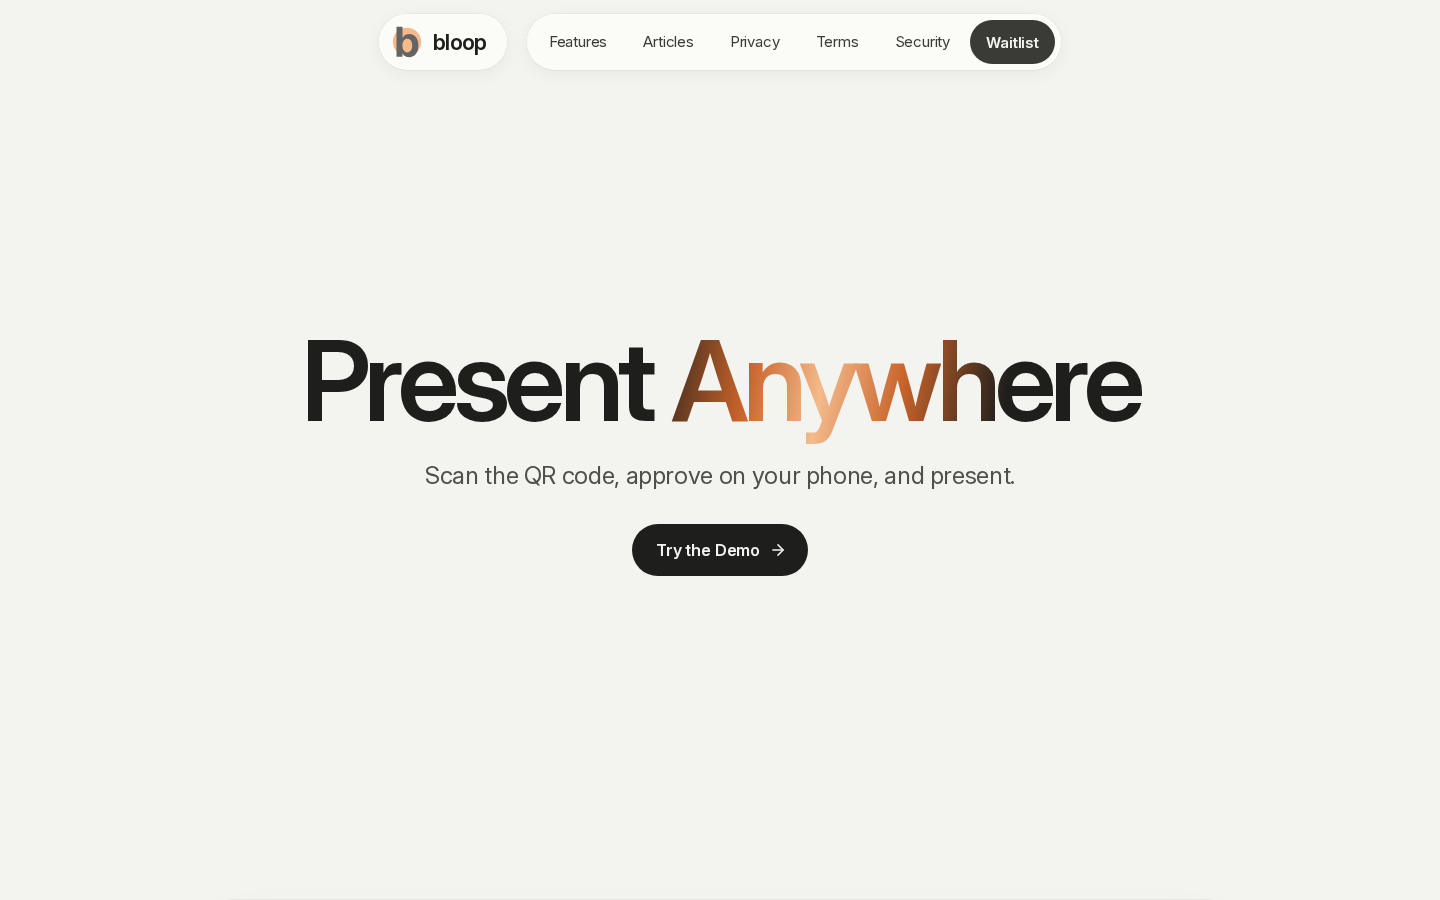 b bloop
Features Articles Privacy Terms Security Waitlist
Present Anywhere
Scan the QR code, approve on your phone, and present.
Try the Demo →